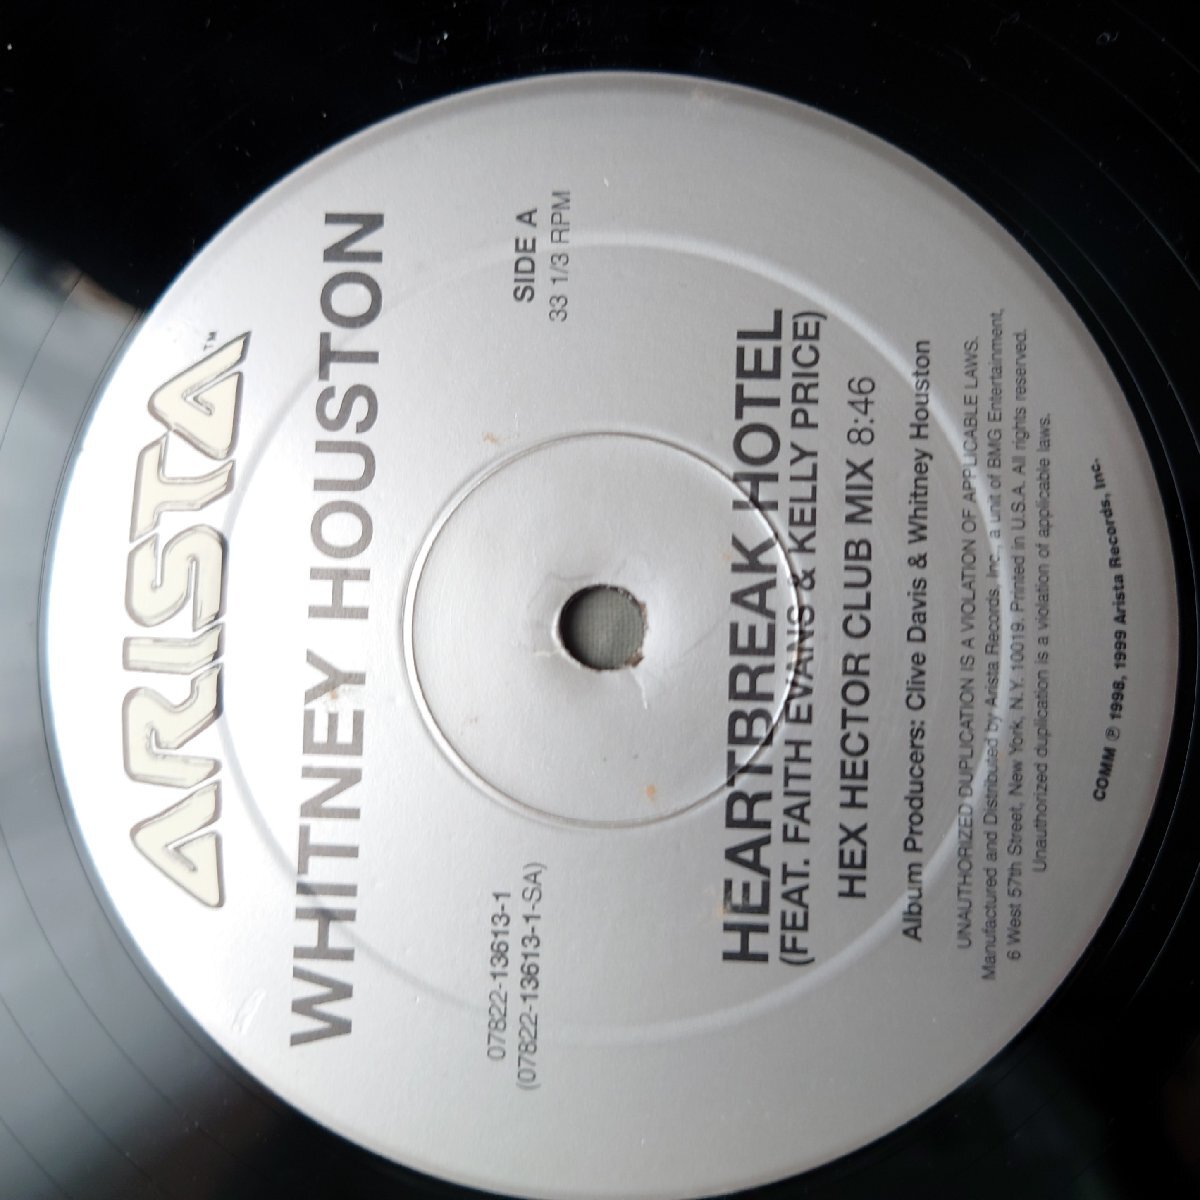 ARISTA™
WHITNEY HOUSTON
07822-13613-1
(07822-13613-1-SA)
SIDE A
33 1/3 RPM
HEARTBREAK HOTEL
(FEAT. FAITH EVANS & KELLY PRICE)
HEX HECTOR CLUB MIX 8:46
Album Producers: Clive Davis & Whitney Houston
UNAUTHORIZED DUPLICATION IS A VIOLATION OF APPLICABLE LAWS.
Manufactured and Distributed by Arista Records, Inc., a unit of BMG Entertainment,
6 West 57th Street, New York, N.Y. 10019. Printed in U.S.A. All rights reserved.
Unauthorized duplication is a violation of applicable laws.
COMM ℗ 1998, 1999 Arista Records, Inc.